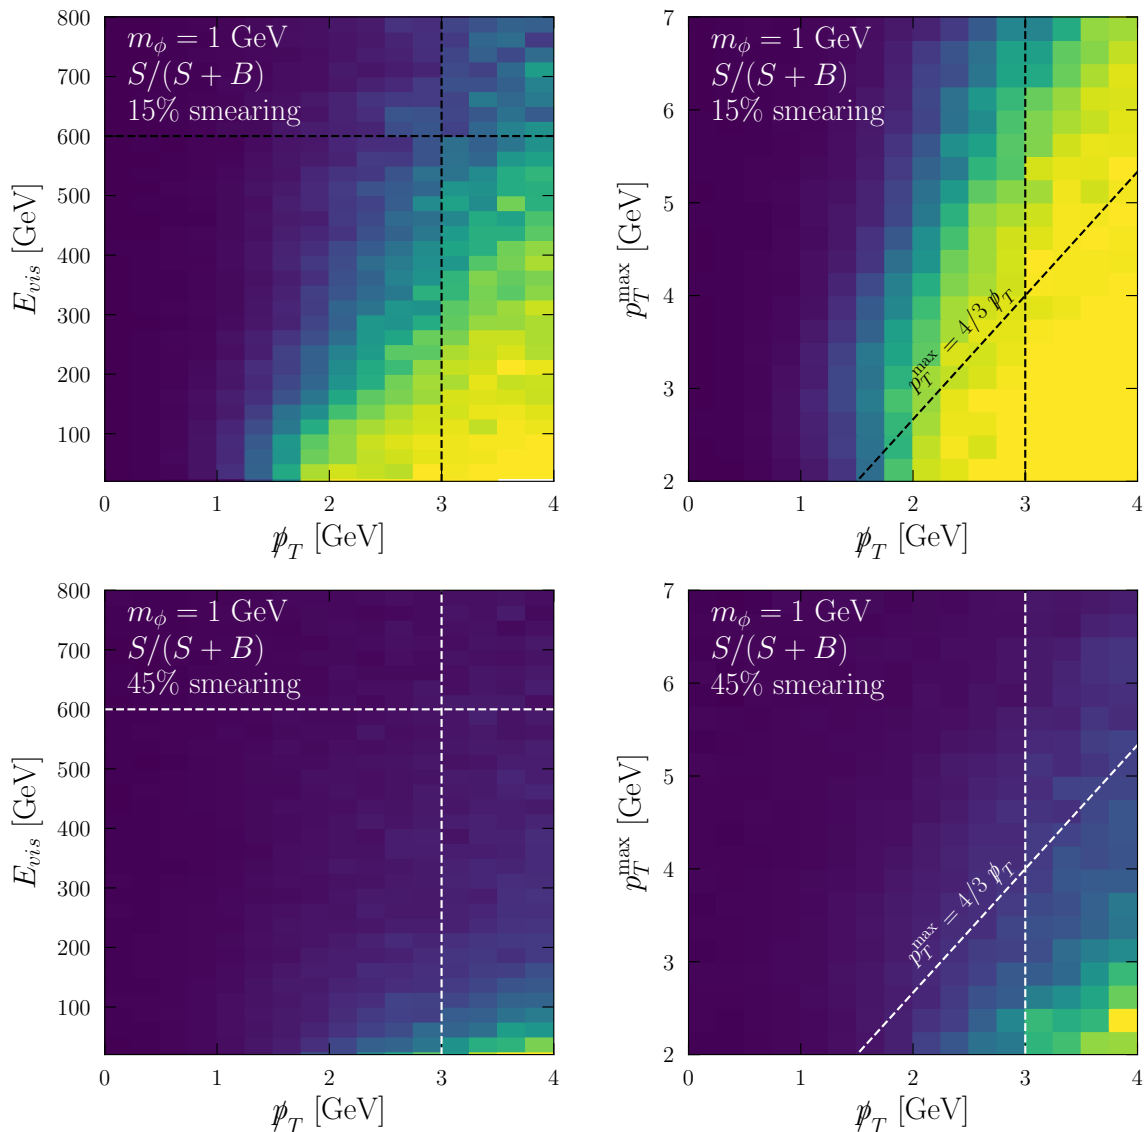 800
700
600
500
400
300
200
100
E_vis [GeV]
m_ϕ = 1 GeV
S/(S + B)
15% smearing
0 1 2 3 4
p̸_T [GeV]
7
6
5
4
3
2
p_T^max [GeV]
m_ϕ = 1 GeV
S/(S + B)
15% smearing
p_T^max = 4/3 p̸_T
0 1 2 3 4
p̸_T [GeV]
800
700
600
500
400
300
200
100
E_vis [GeV]
m_ϕ = 1 GeV
S/(S + B)
45% smearing
0 1 2 3 4
p̸_T [GeV]
7
6
5
4
3
2
p_T^max [GeV]
m_ϕ = 1 GeV
S/(S + B)
45% smearing
p_T^max = 4/3 p̸_T
0 1 2 3 4
p̸_T [GeV]